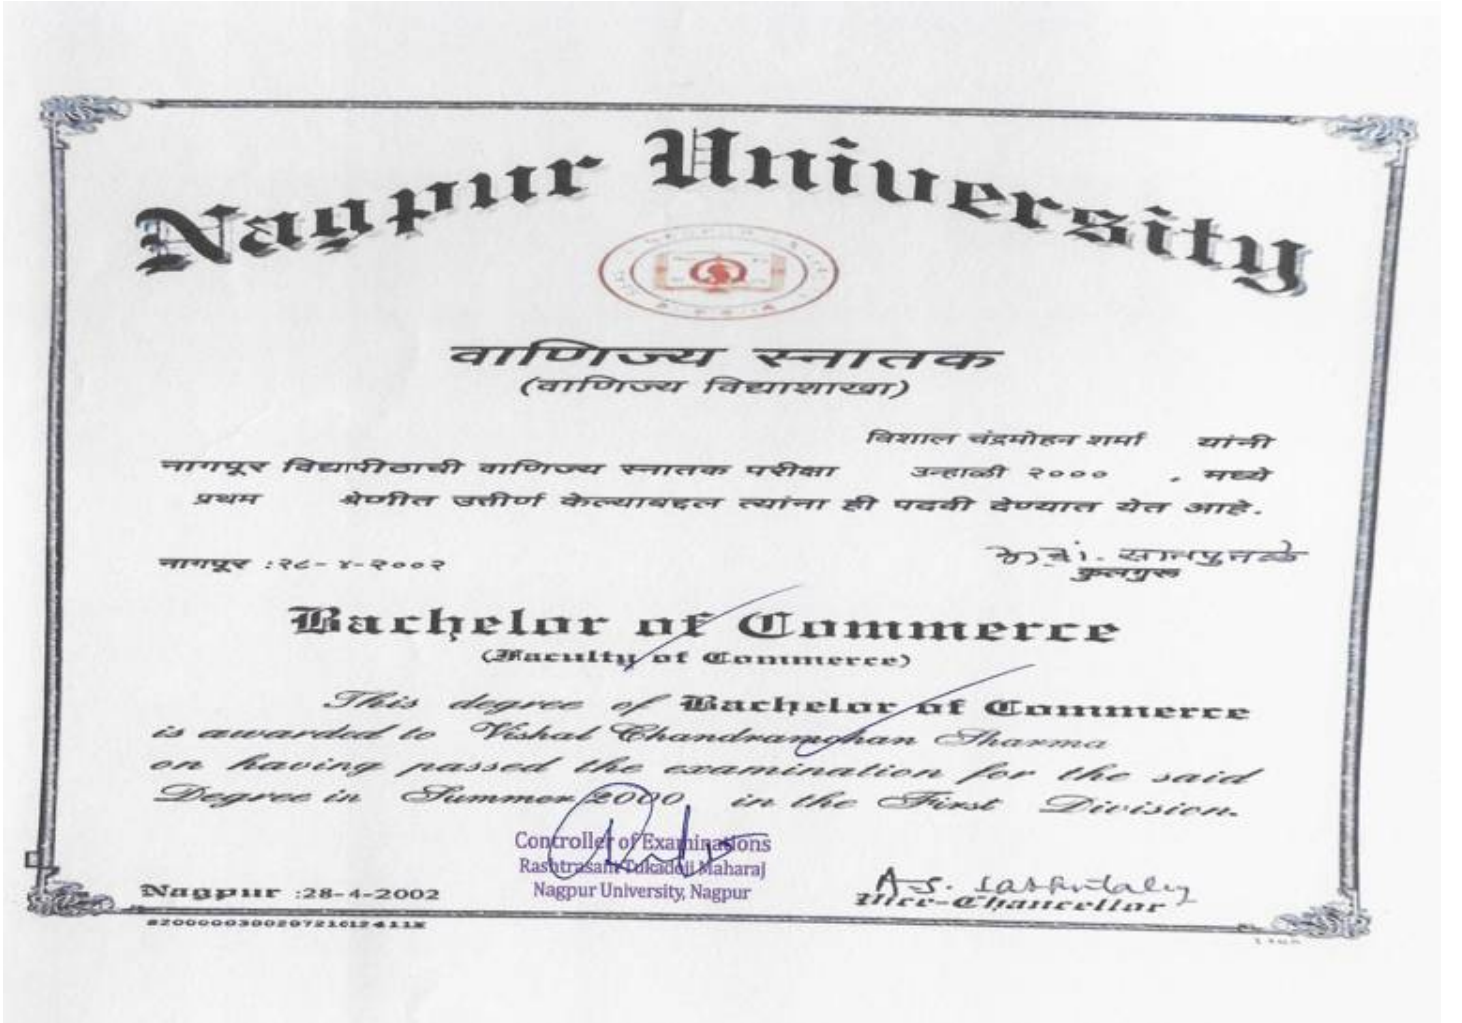 Nagpur University
वाणिज्य स्नातक
(वाणिज्य विद्याशाखा)
विशाल चंद्रमोहन शर्मा यांनी
नागपूर विद्यापीठाची वाणिज्य स्नातक परीक्षा उन्हाळी २००० , मध्ये
प्रथम श्रेणीत उत्तीर्ण केल्याबद्दल त्यांना ही पदवी देण्यात येत आहे.
नागपूर :२८-४-२००२
कुलगुरू
Bachelor of Commerce
(Faculty of Commerce)
This degree of Bachelor of Commerce
is awarded to Vishal Chandramohan Sharma
on having passed the examination for the said
Degree in Summer 2000 in the First Division.
Controller of Examinations
Rashtrasant Tukadoji Maharaj
Nagpur University, Nagpur
Nagpur :28-4-2002
Vice-Chancellor